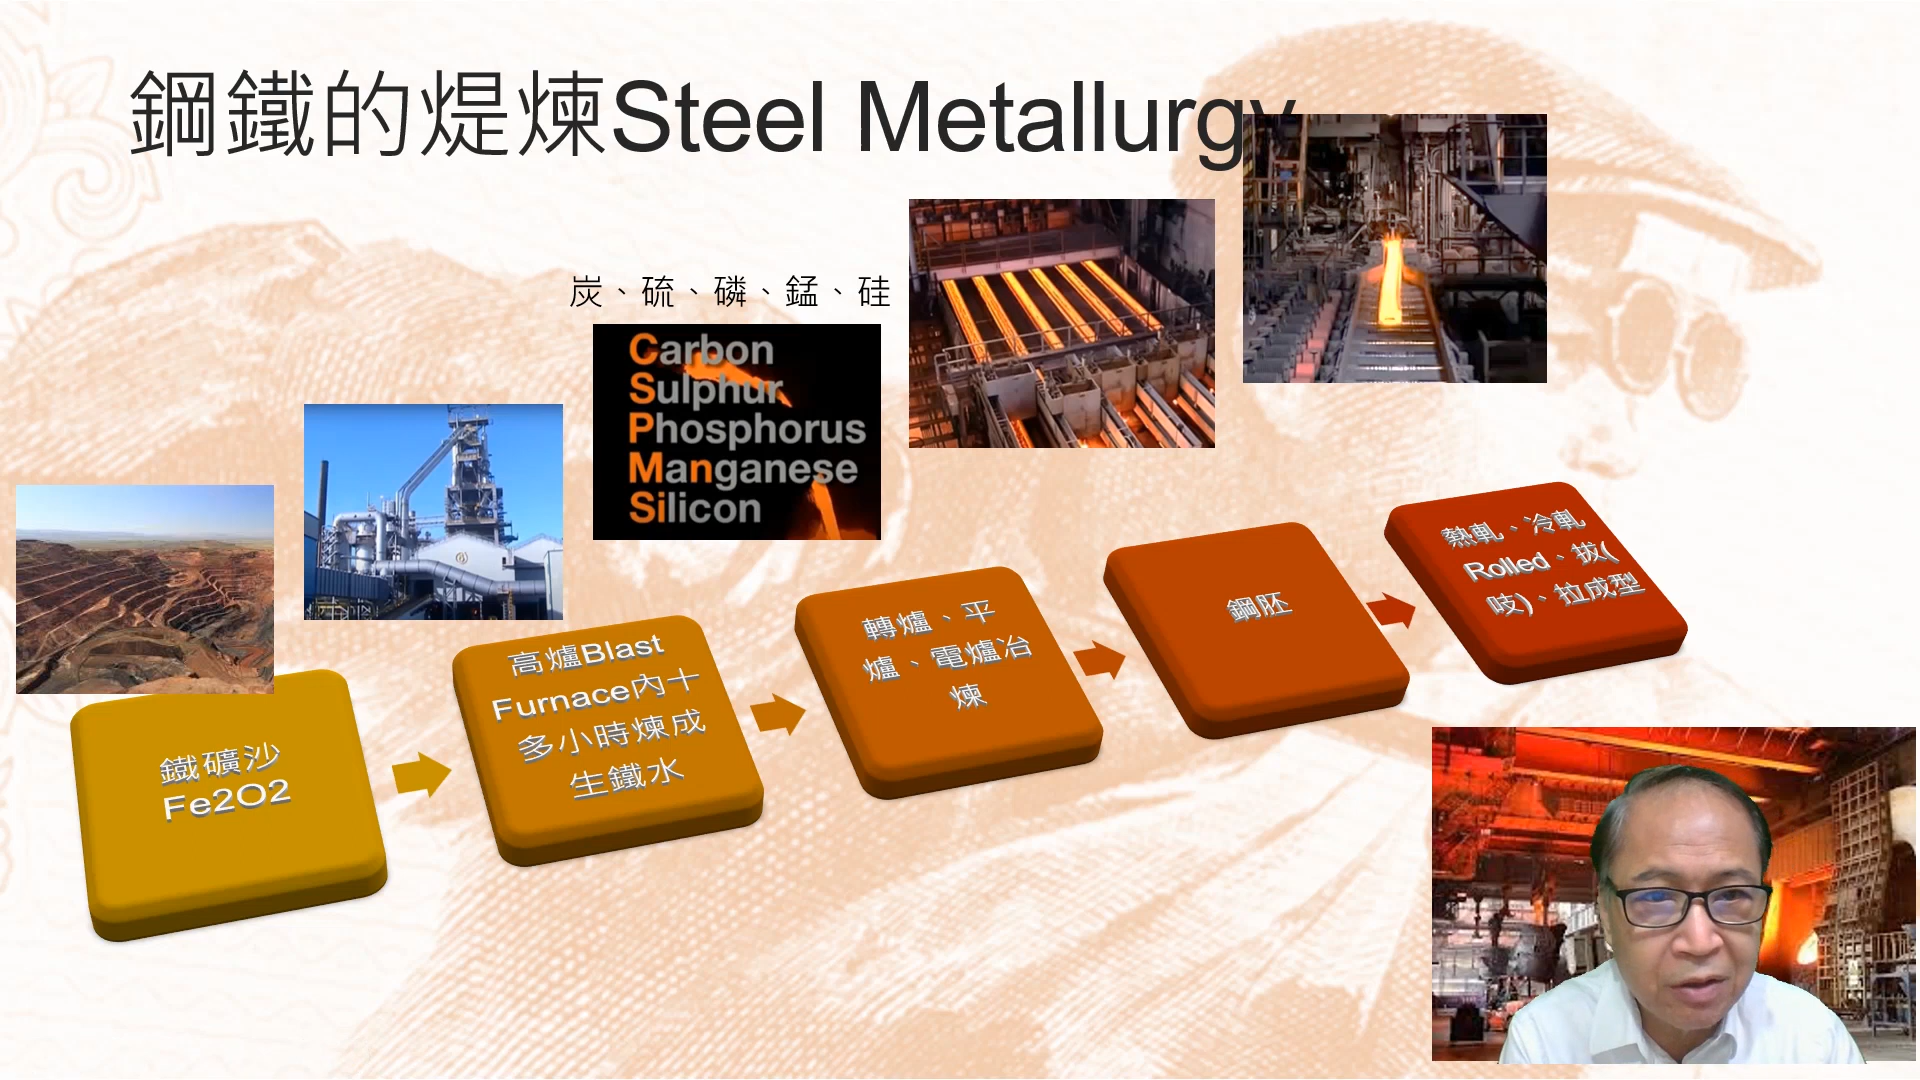 鋼鐵的煶煉Steel Metallurgy
炭、硫、磷、錳、硅
Carbon
Sulphur
Phosphorus
Manganese
Silicon
鐵礦沙
Fe2O2
高爐Blast
Furnace內十
多小時煉成
生鐵水
轉爐、平
爐、電爐冶
煉
鋼胚
熱軋、冷軋
Rolled、拔(
吱)、拉成型